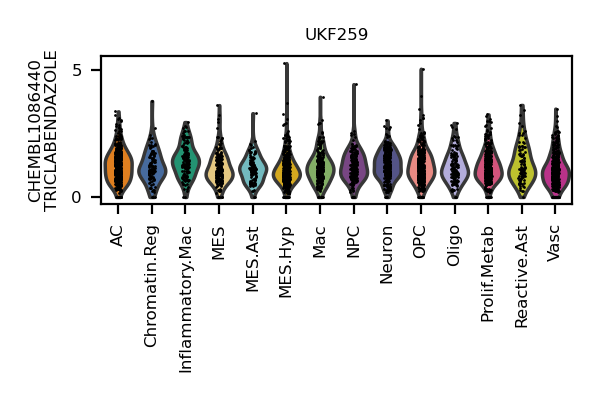 UKF259
CHEMBL1086440
TRICLABENDAZOLE
5
0
AC
Chromatin.Reg
Inflammatory.Mac
MES
MES.Ast
MES.Hyp
Mac
NPC
Neuron
OPC
Oligo
Prolif.Metab
Reactive.Ast
Vasc